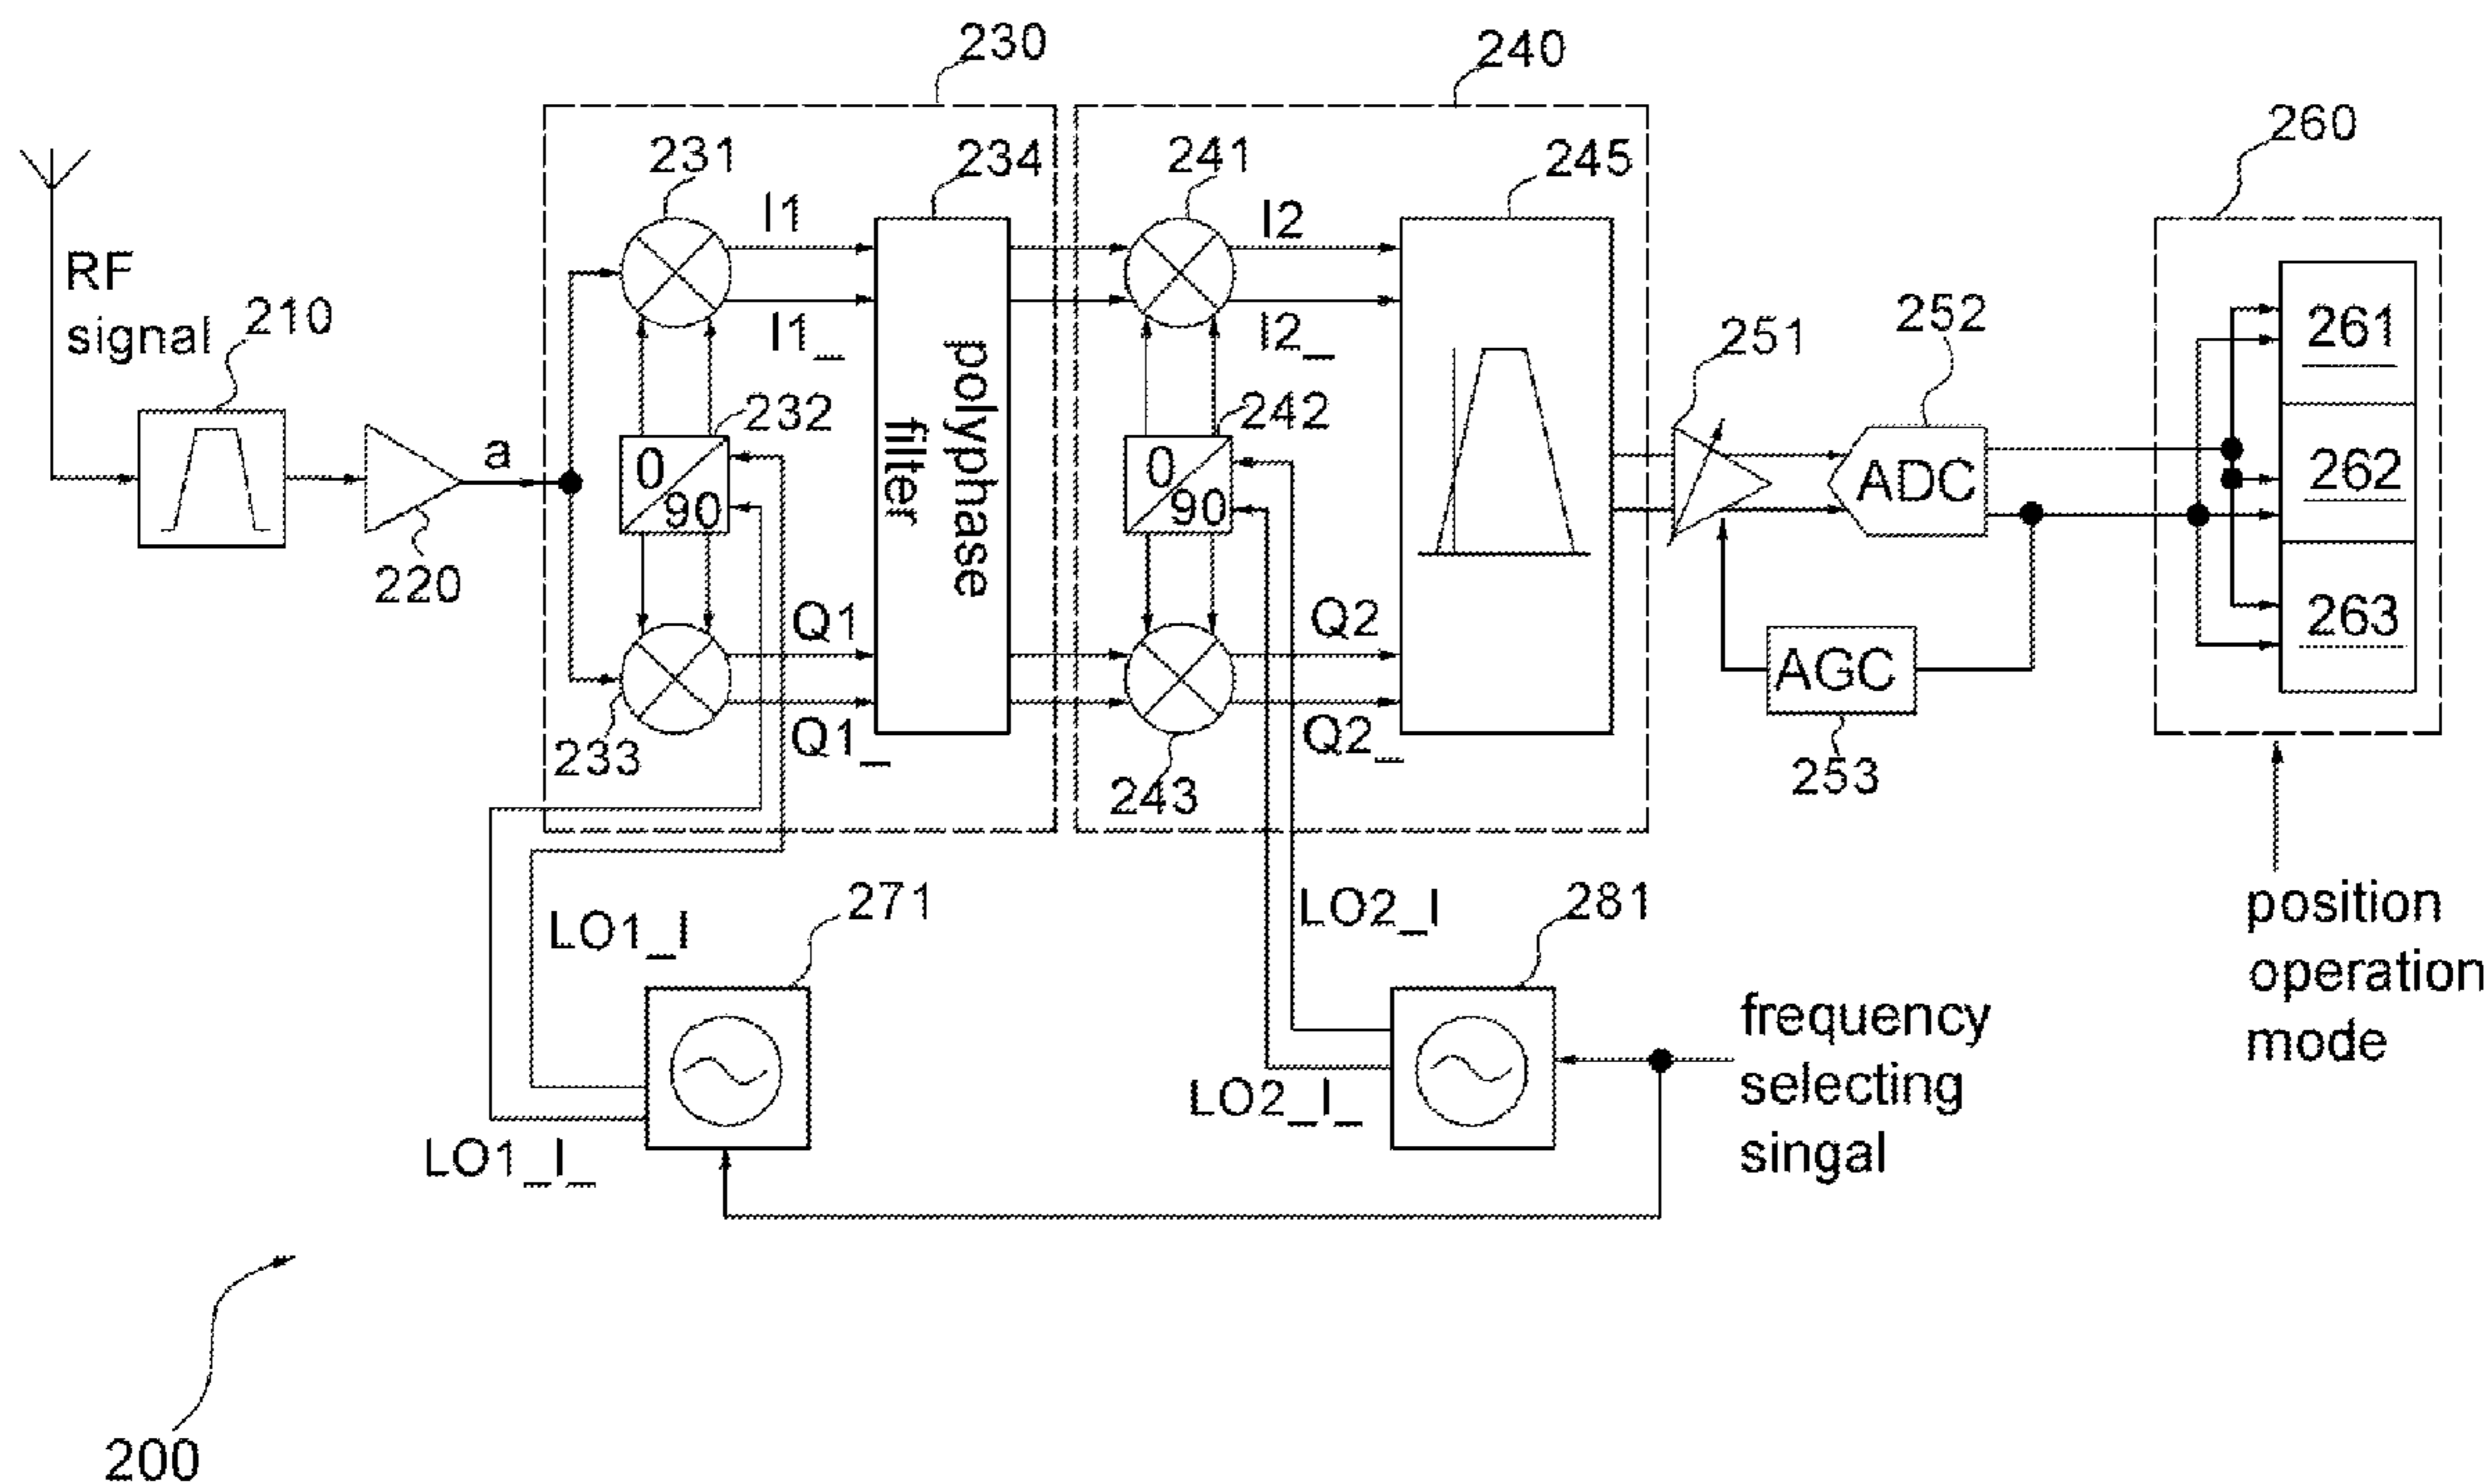 230
240
260
231
234
241
245
I1
I2
RF
signal
210
I1_
I2_
251
252
261
polyphase
filter
232
242
a
0
90
0
90
ADC
262
220
Q1
Q2
263
AGC
233
Q1_
Q2_
243
253
LO1_I
271
LO2_I
281
position
operation
mode
frequency
selecting
singal
LO2_I_
LO1_I_
200